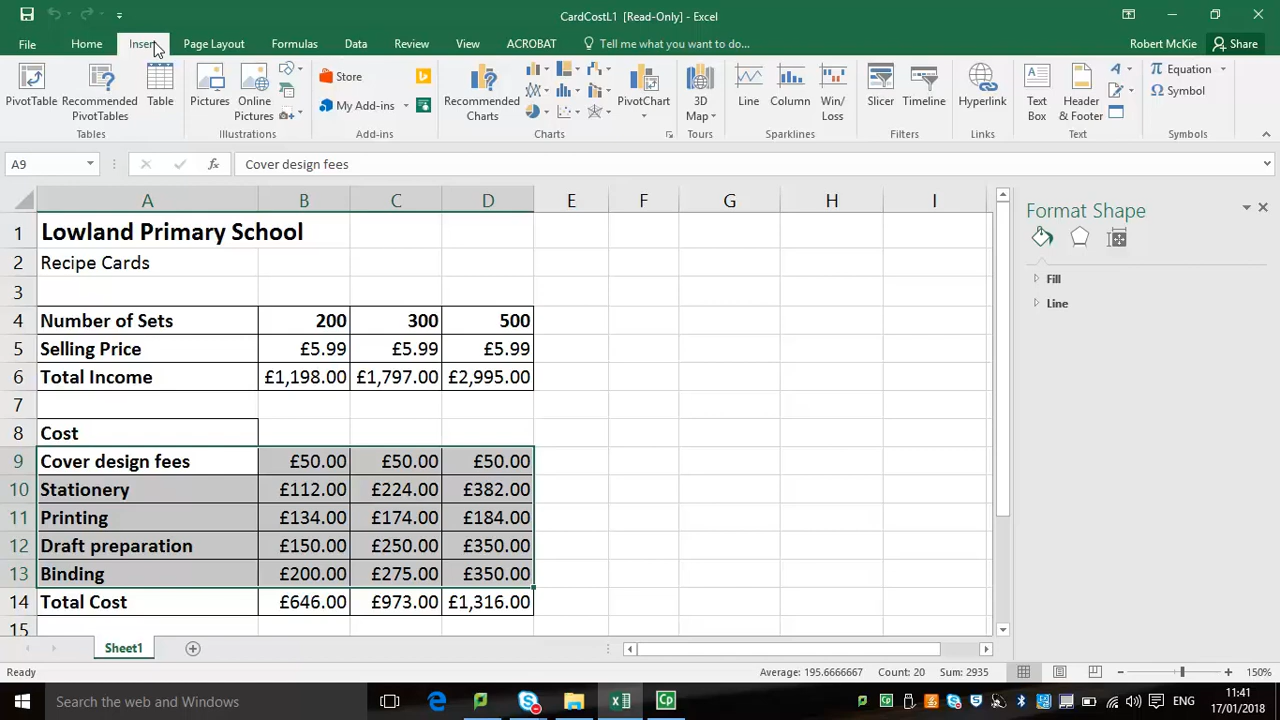 CardCostL1 [Read-Only] - Excel
File Home Insert Page Layout Formulas Data Review View ACROBAT Tell me what you want to do... Robert McKie Share
PivotTable Recommended PivotTables Table Pictures Online Pictures Store My Add-ins Recommended Charts PivotChart 3D Map Line Column Win/Loss Slicer Timeline Hyperlink Text Box Header & Footer Equation Symbol
Tables Illustrations Add-ins Charts Tours Sparklines Filters Links Text Symbols
A9 fx Cover design fees
A B C D E F G H I
1 Lowland Primary School
2 Recipe Cards
3
4 Number of Sets 200 300 500
5 Selling Price £5.99 £5.99 £5.99
6 Total Income £1,198.00 £1,797.00 £2,995.00
7
8 Cost
9 Cover design fees £50.00 £50.00 £50.00
10 Stationery £112.00 £224.00 £382.00
11 Printing £134.00 £174.00 £184.00
12 Draft preparation £150.00 £250.00 £350.00
13 Binding £200.00 £275.00 £350.00
14 Total Cost £646.00 £973.00 £1,316.00
15
Format Shape
Fill
Line
Sheet1
Ready Average: 195.6666667 Count: 20 Sum: 2935 150%
Search the web and Windows ENG 11:41
17/01/2018